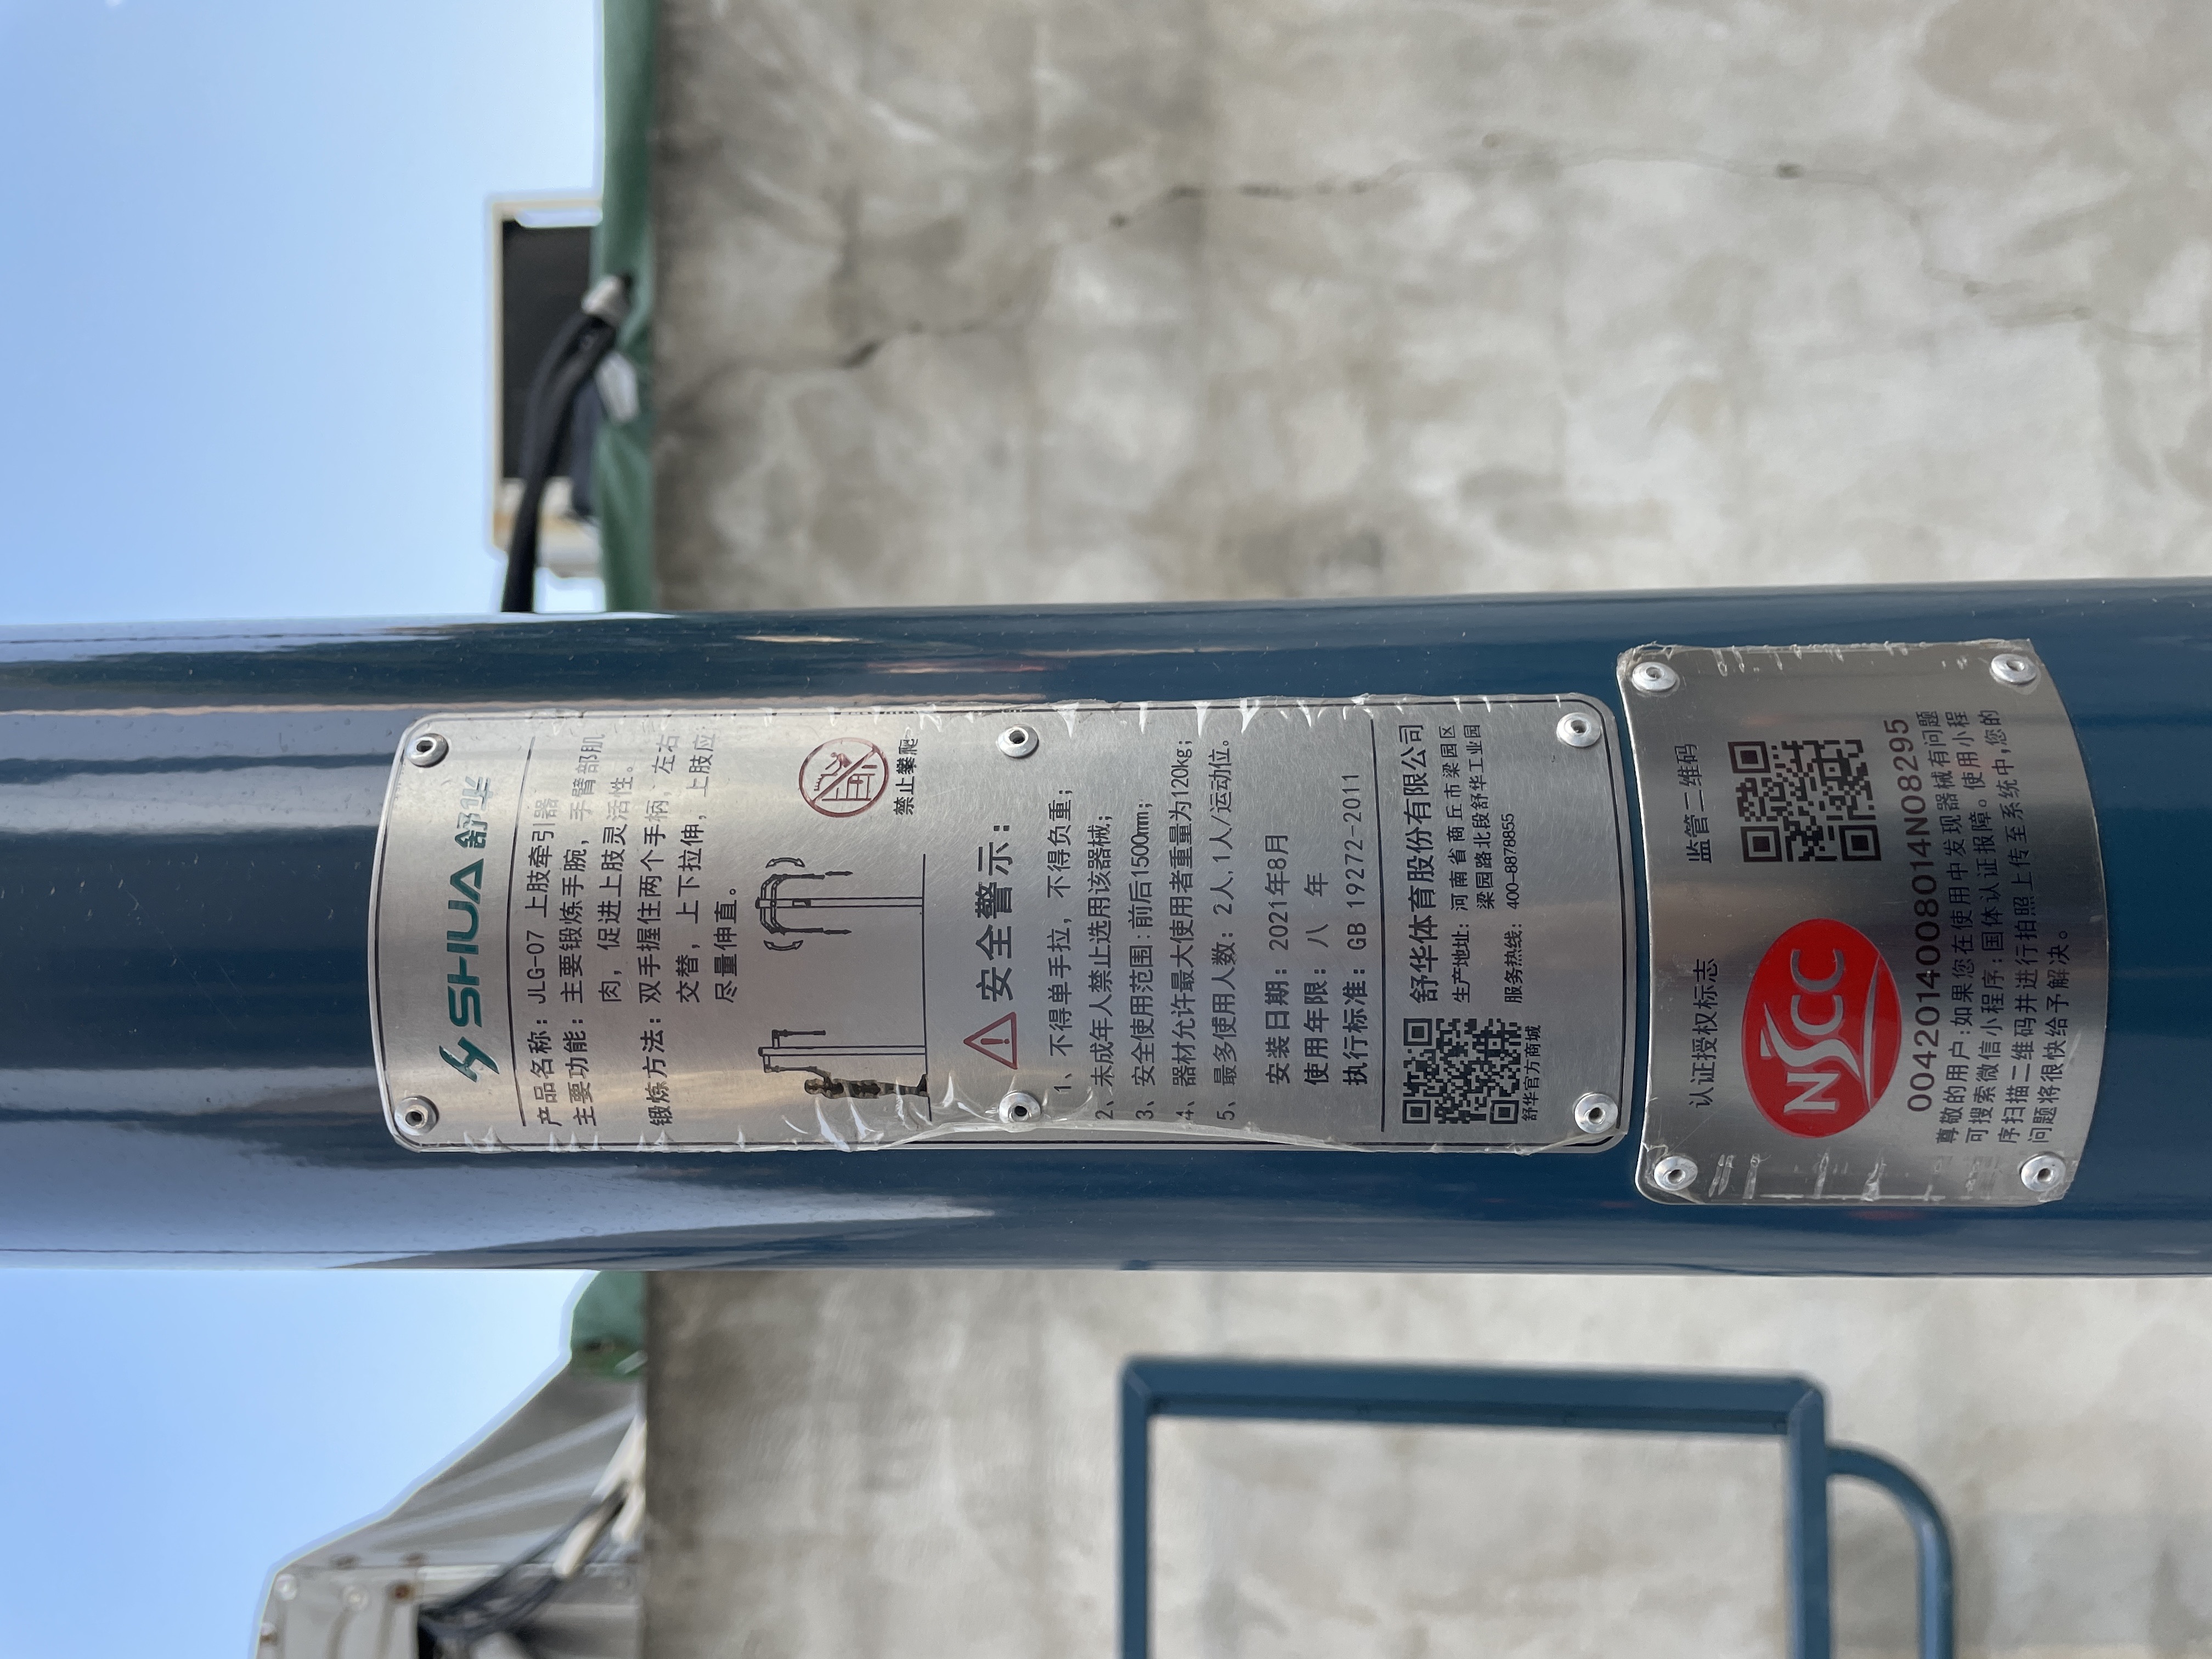 SHUA 舒华
产品名称：JLG-07 上肢牵引器
主要功能：主要锻炼手腕，手臂部肌
肉，促进上肢灵活性。
锻炼方法：双手握住两个手柄，左右
交替，上下拉伸，上肢应
尽量伸直。
禁止攀爬
安全警示：
1、不得单手拉，不得负重；
2、未成年人禁止选用该器械；
3、安全使用范围：前后1500mm；
4、器材允许最大使用者重量为120kg；
5、最多使用人数：2人，1人/运动位。
安装日期：2021年8月
使用年限：八 年
执行标准：GB 19272-2011
舒华体育股份有限公司
生产地址：河南省商丘市梁园区
梁园路北段舒华工业园
服务热线：400-8878855
舒华官方商城
认证授权标志 监管二维码
NSCC
0042014008014N08295
尊敬的用户:如果您在使用中发现器械有问题
可搜索微信小程序:国体认证报障。使用小程
序扫描二维码并进行拍照上传至系统中,您的
问题将很快给予解决。